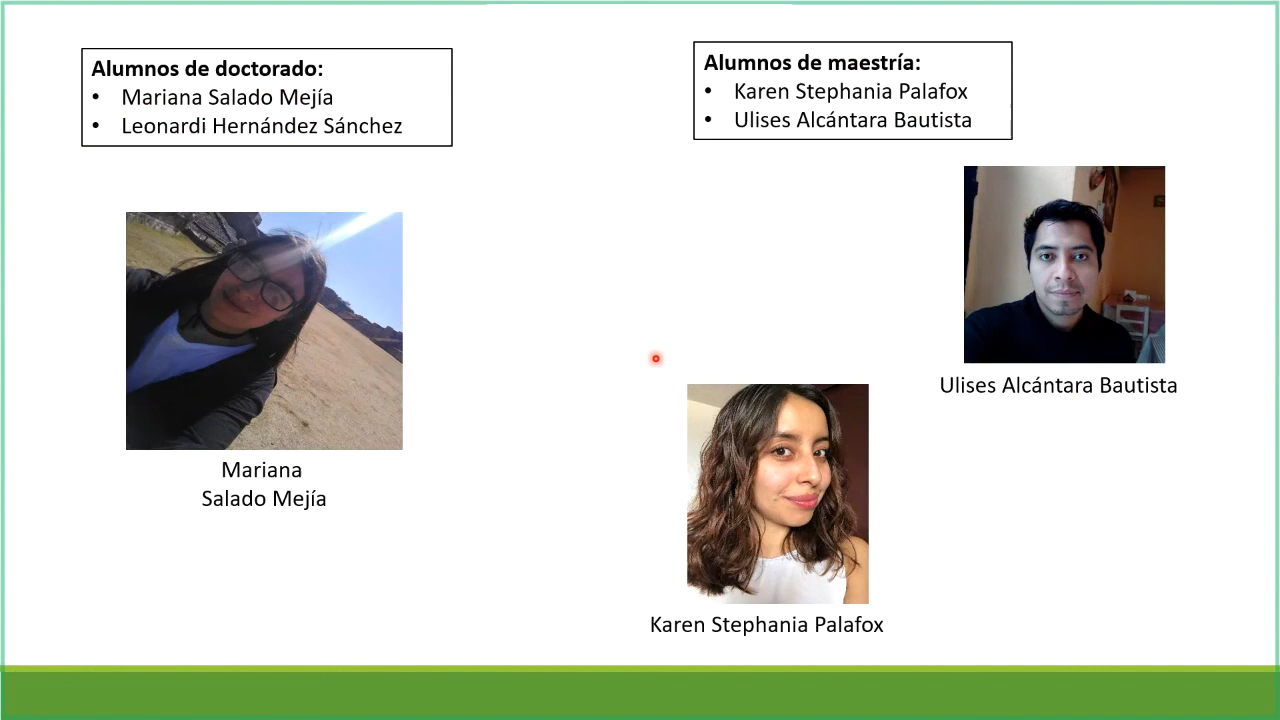 Alumnos de doctorado:
• Mariana Salado Mejía
• Leonardi Hernández Sánchez
Alumnos de maestría:
• Karen Stephania Palafox
• Ulises Alcántara Bautista
Mariana
Salado Mejía
Ulises Alcántara Bautista
Karen Stephania Palafox